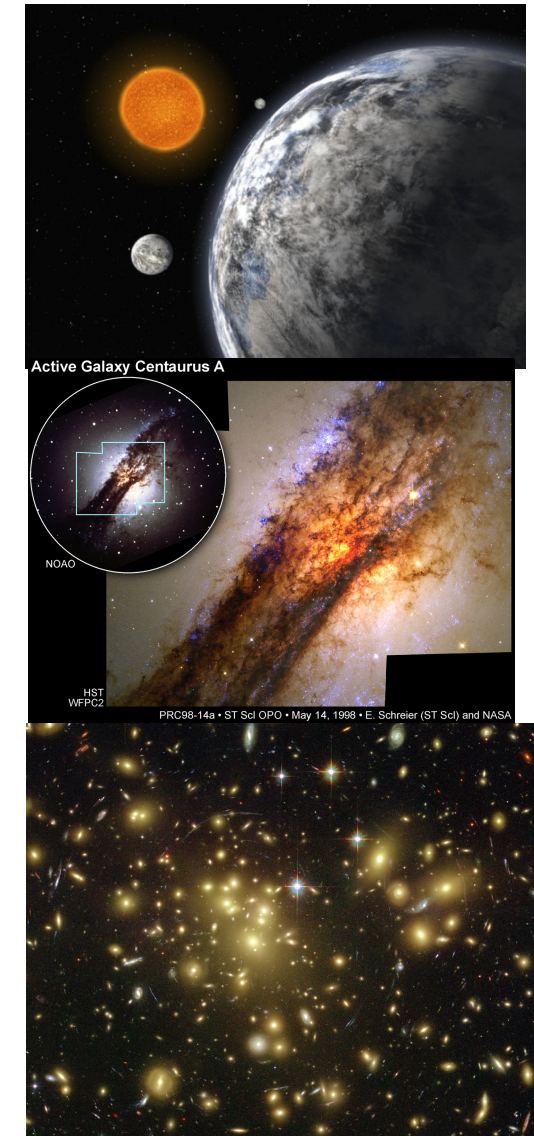 Active Galaxy Centaurus A
NOAO
HST
WFPC2
PRC98-14a • ST ScI OPO • May 14, 1998 • E. Schreier (ST ScI) and NASA